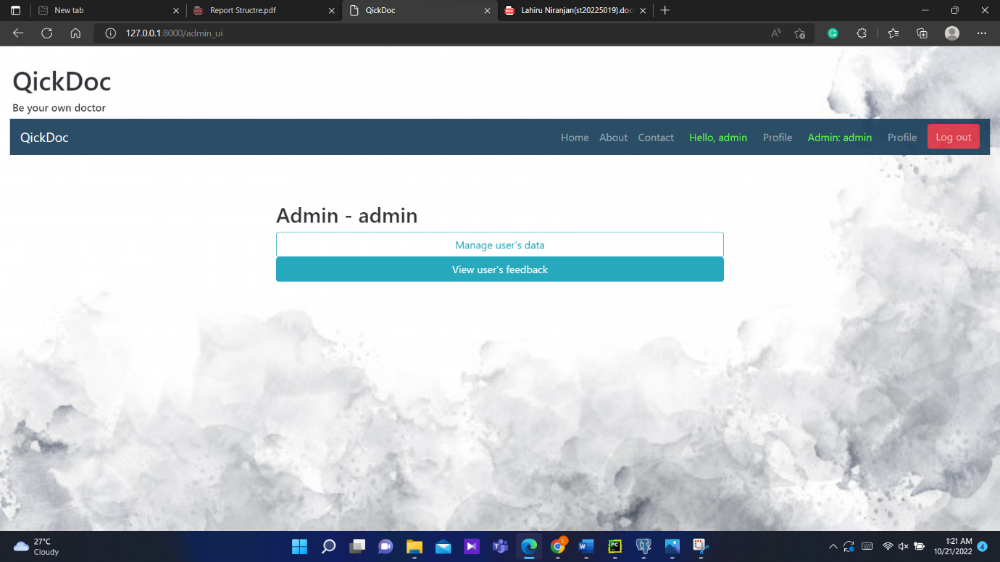 New tab
Report Structre.pdf
QickDoc
Lahiru Niranjan(st20225019).doc
127.0.0.1:8000/admin_ui
QickDoc
Be your own doctor
QickDoc Home About Contact Hello, admin Profile Admin: admin Profile Log out
Admin - admin
Manage user's data
View user's feedback
27°C
Cloudy
1:21 AM
10/21/2022
4